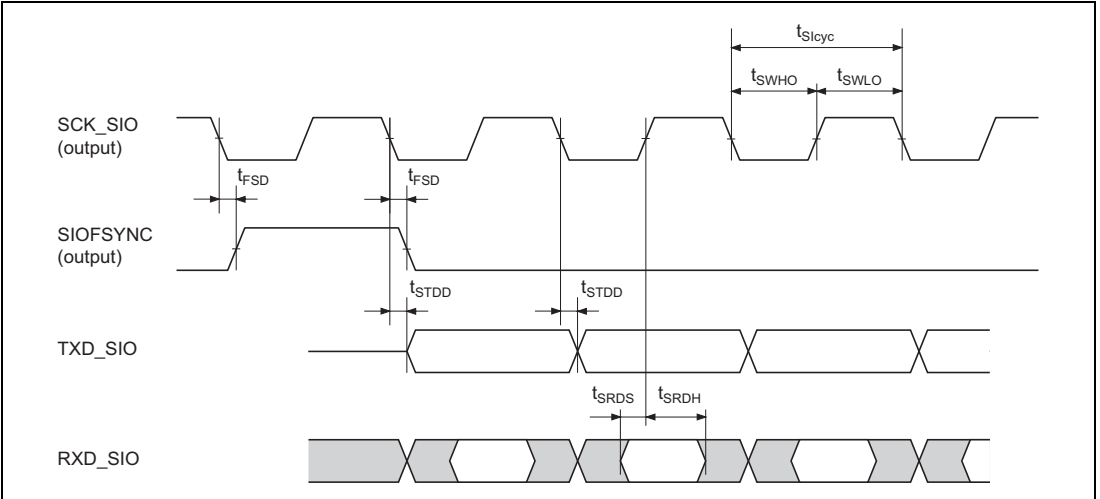 tSIcyc
tSWHO tSWLO
SCK_SIO
(output)
tFSD tFSD
SIOFSYNC
(output)
tSTDD tSTDD
TXD_SIO
tSRDS tSRDH
RXD_SIO